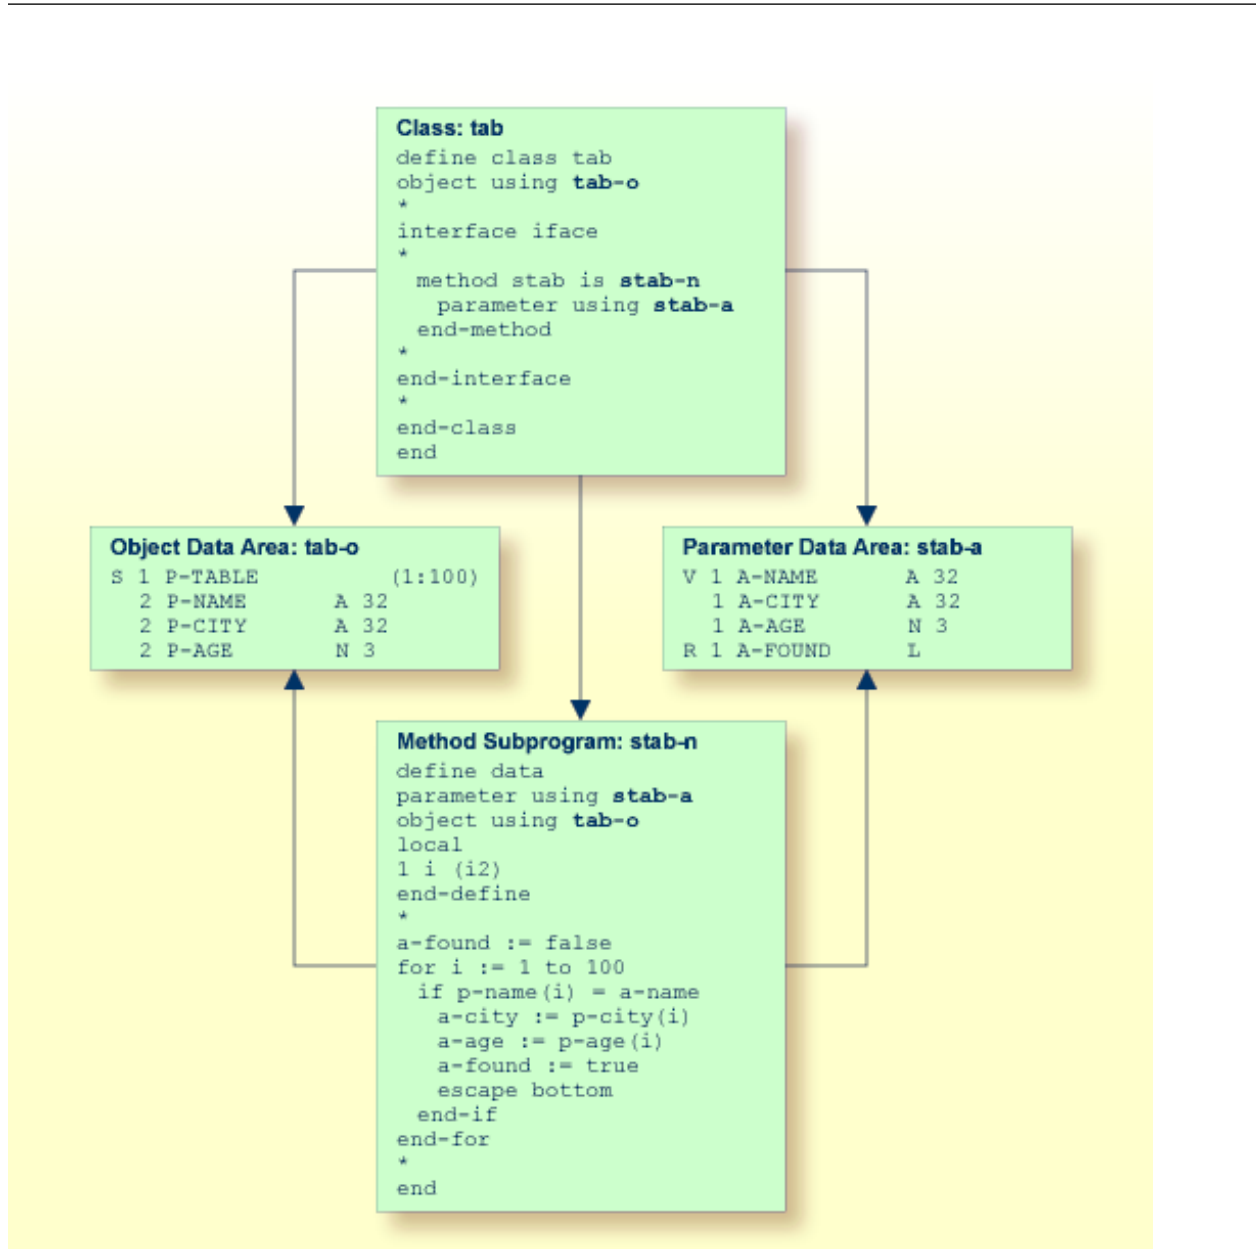 Class: tab
define class tab
object using tab-o
*
interface iface
*
method stab is stab-n
parameter using stab-a
end-method
*
end-interface
*
end-class
end
Object Data Area: tab-o
S 1 P-TABLE (1:100)
2 P-NAME A 32
2 P-CITY A 32
2 P-AGE N 3
Parameter Data Area: stab-a
V 1 A-NAME A 32
1 A-CITY A 32
1 A-AGE N 3
R 1 A-FOUND L
Method Subprogram: stab-n
define data
parameter using stab-a
object using tab-o
local
1 i (i2)
end-define
*
a-found := false
for i := 1 to 100
if p-name(i) = a-name
a-city := p-city(i)
a-age := p-age(i)
a-found := true
escape bottom
end-if
end-for
*
end